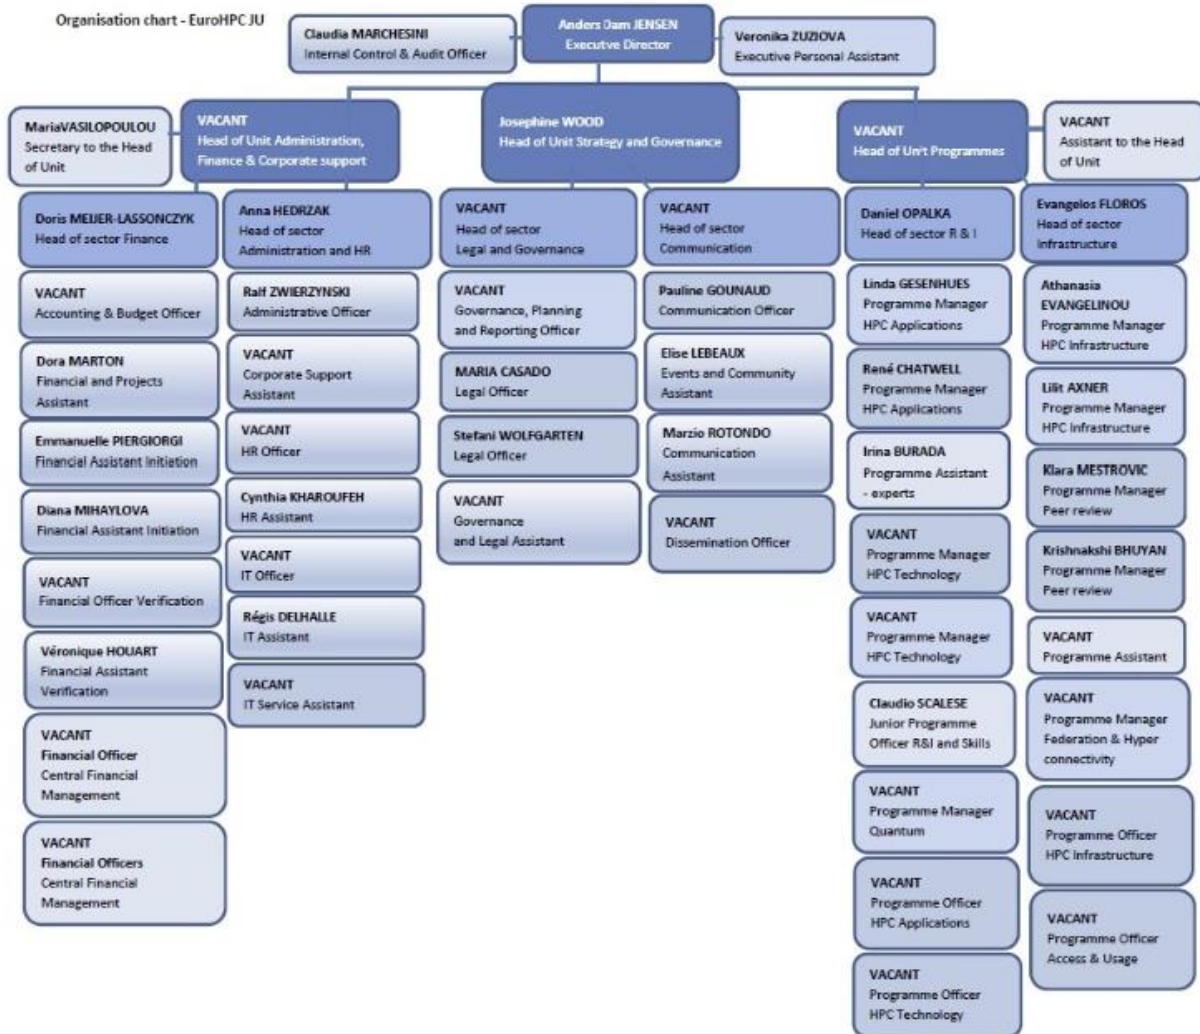 Organisation chart - EuroHPC JU
Claudia MARCHESINI
Internal Control & Audit Officer
Anders Dam JENSEN
Executive Director
Veronika ZUZIOVA
Executive Personal Assistant
MariaVASILOPOULOU
Secretary to the Head
of Unit
VACANT
Head of Unit Administration,
Finance & Corporate support
Josephine WOOD
Head of Unit Strategy and Governance
VACANT
Head of Unit Programmes
VACANT
Assistant to the Head
of Unit
Doris MEIJER-LASSONCZYK
Head of sector Finance
VACANT
Accounting & Budget Officer
Dora MARTON
Financial and Projects
Assistant
Emmanuelle PIERGIORGI
Financial Assistant Initiation
Diana MIHAYLOVA
Financial Assistant Initiation
VACANT
Financial Officer Verification
Véronique HOUART
Financial Assistant
Verification
VACANT
Financial Officer
Central Financial
Management
VACANT
Financial Officers
Central Financial
Management
Anna HEDRZAK
Head of sector
Administration and HR
Ralf ZWIERZYNSKI
Administrative Officer
VACANT
Corporate Support
Assistant
VACANT
HR Officer
Cynthia KHAROUFEH
HR Assistant
VACANT
IT Officer
Régis DELHALLE
IT Assistant
VACANT
IT Service Assistant
VACANT
Head of sector
Legal and Governance
VACANT
Governance, Planning
and Reporting Officer
MARIA CASADO
Legal Officer
Stefani WOLFGARTEN
Legal Officer
VACANT
Governance
and Legal Assistant
VACANT
Head of sector
Communication
Pauline GOUNAUD
Communication Officer
Elise LEBEAUX
Events and Community
Assistant
Marzio ROTONDO
Communication
Assistant
VACANT
Dissemination Officer
Daniel OPALKA
Head of sector R & I
Linda GESENHUES
Programme Manager
HPC Applications
René CHATWELL
Programme Manager
HPC Applications
Irina BURADA
Programme Assistant
- experts
VACANT
Programme Manager
HPC Technology
VACANT
Programme Manager
HPC Technology
Claudio SCALESE
Junior Programme
Officer R&I and Skills
VACANT
Programme Manager
Quantum
VACANT
Programme Officer
HPC Applications
VACANT
Programme Officer
HPC Technology
Evangelos FLOROS
Head of sector
Infrastructure
Athanasia
EVANGELINOU
Programme Manager
HPC Infrastructure
Lilit AXNER
Programme Manager
HPC Infrastructure
Klara MESTROVIC
Programme Manager
Peer review
Krishnakshi BHUYAN
Programme Manager
Peer review
VACANT
Programme Assistant
VACANT
Programme Manager
Federation & Hyper
connectivity
VACANT
Programme Officer
HPC Infrastructure
VACANT
Programme Officer
Access & Usage